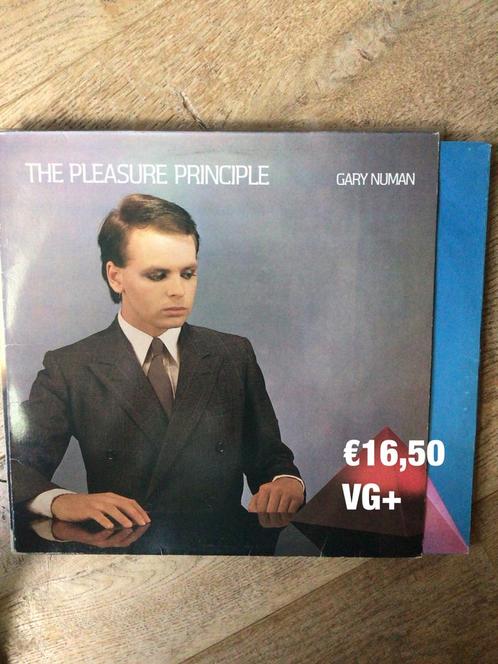 THE PLEASURE PRINCIPLE GARY NUMAN
€16,50
VG+